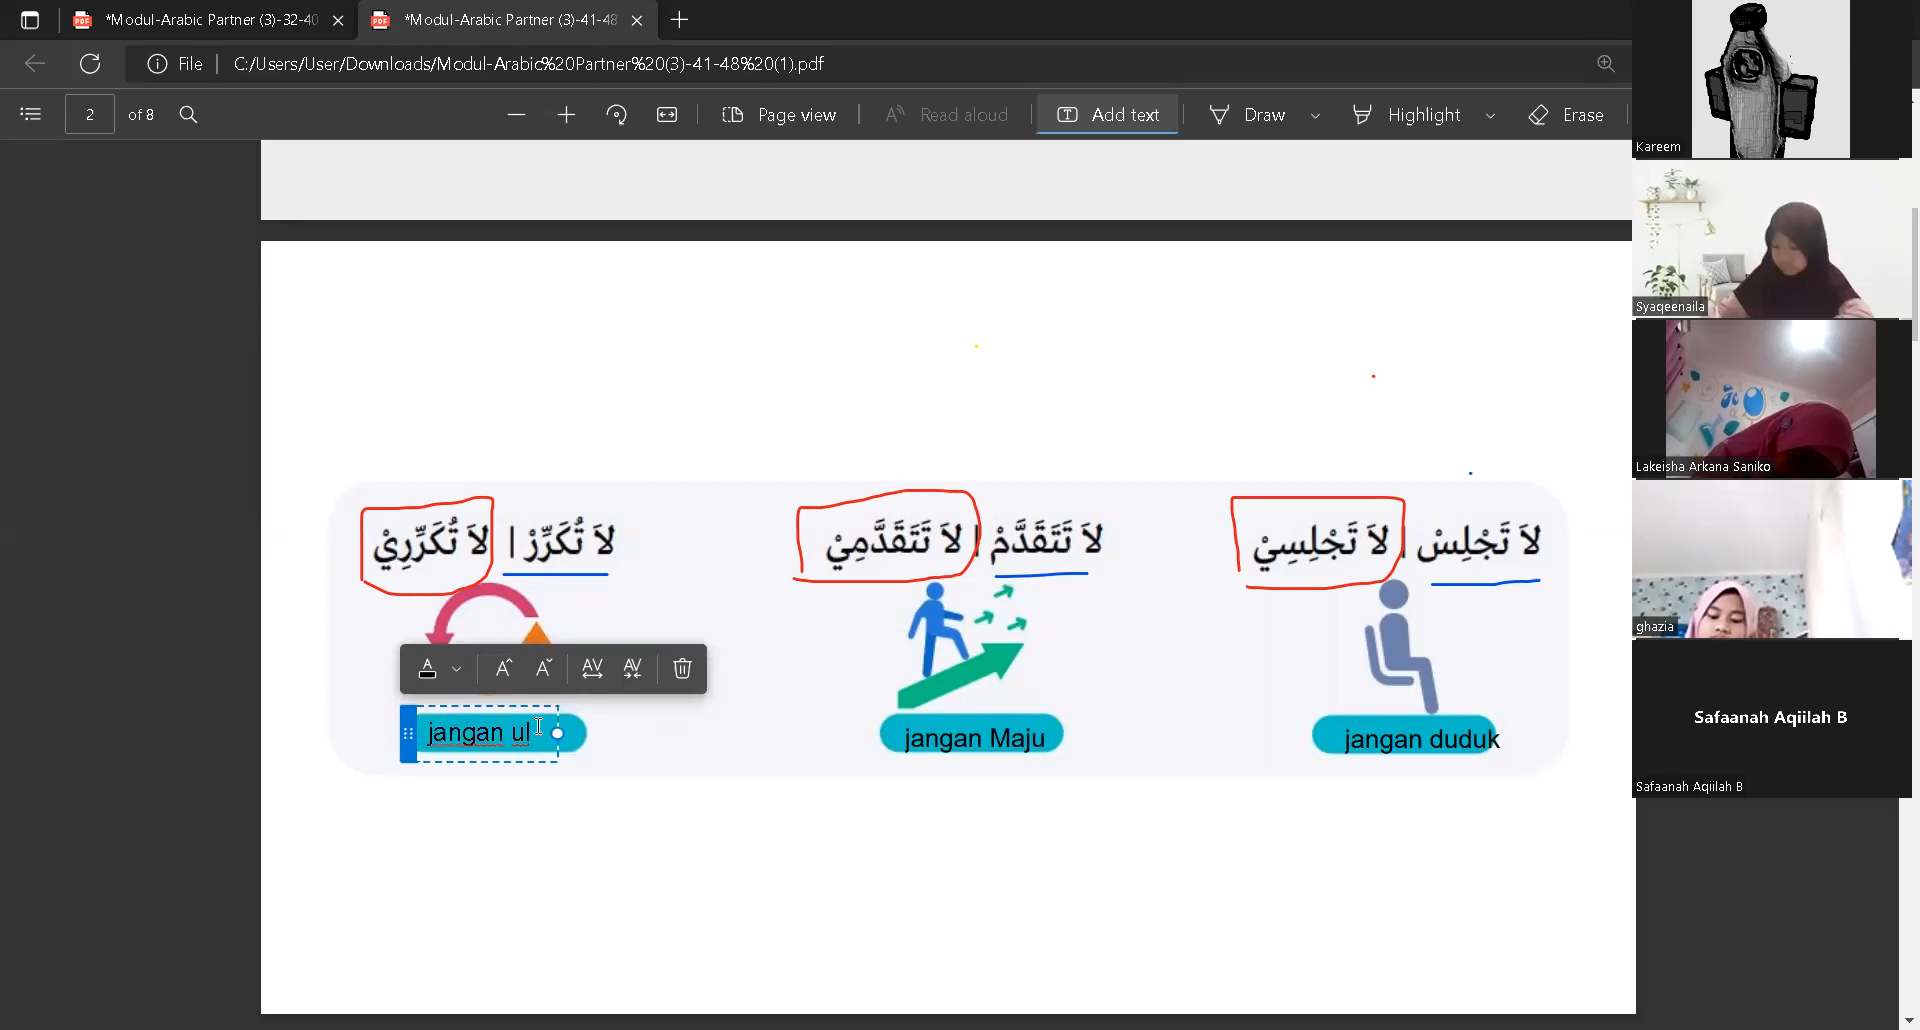 *Modul-Arabic Partner (3)-32-40
*Modul-Arabic Partner (3)-41-48
File
C:/Users/User/Downloads/Modul-Arabic%20Partner%20(3)-41-48%20(1).pdf
2 of 8
Page view
Read aloud
Add text
Draw
Highlight
Erase
لاَ تَجْلِسْ | لاَ تَجْلِسِيْ
لاَ تَتَقَدَّمْ | لاَ تَتَقَدَّمِيْ
لاَ تُكَرِّرْ | لاَ تُكَرِّرِيْ
jangan ul
jangan Maju
jangan duduk
Kareem
Syaqeenaila
Lakeisha Arkana Saniko
ghazia
Safaanah Aqiilah B
Safaanah Aqiilah B